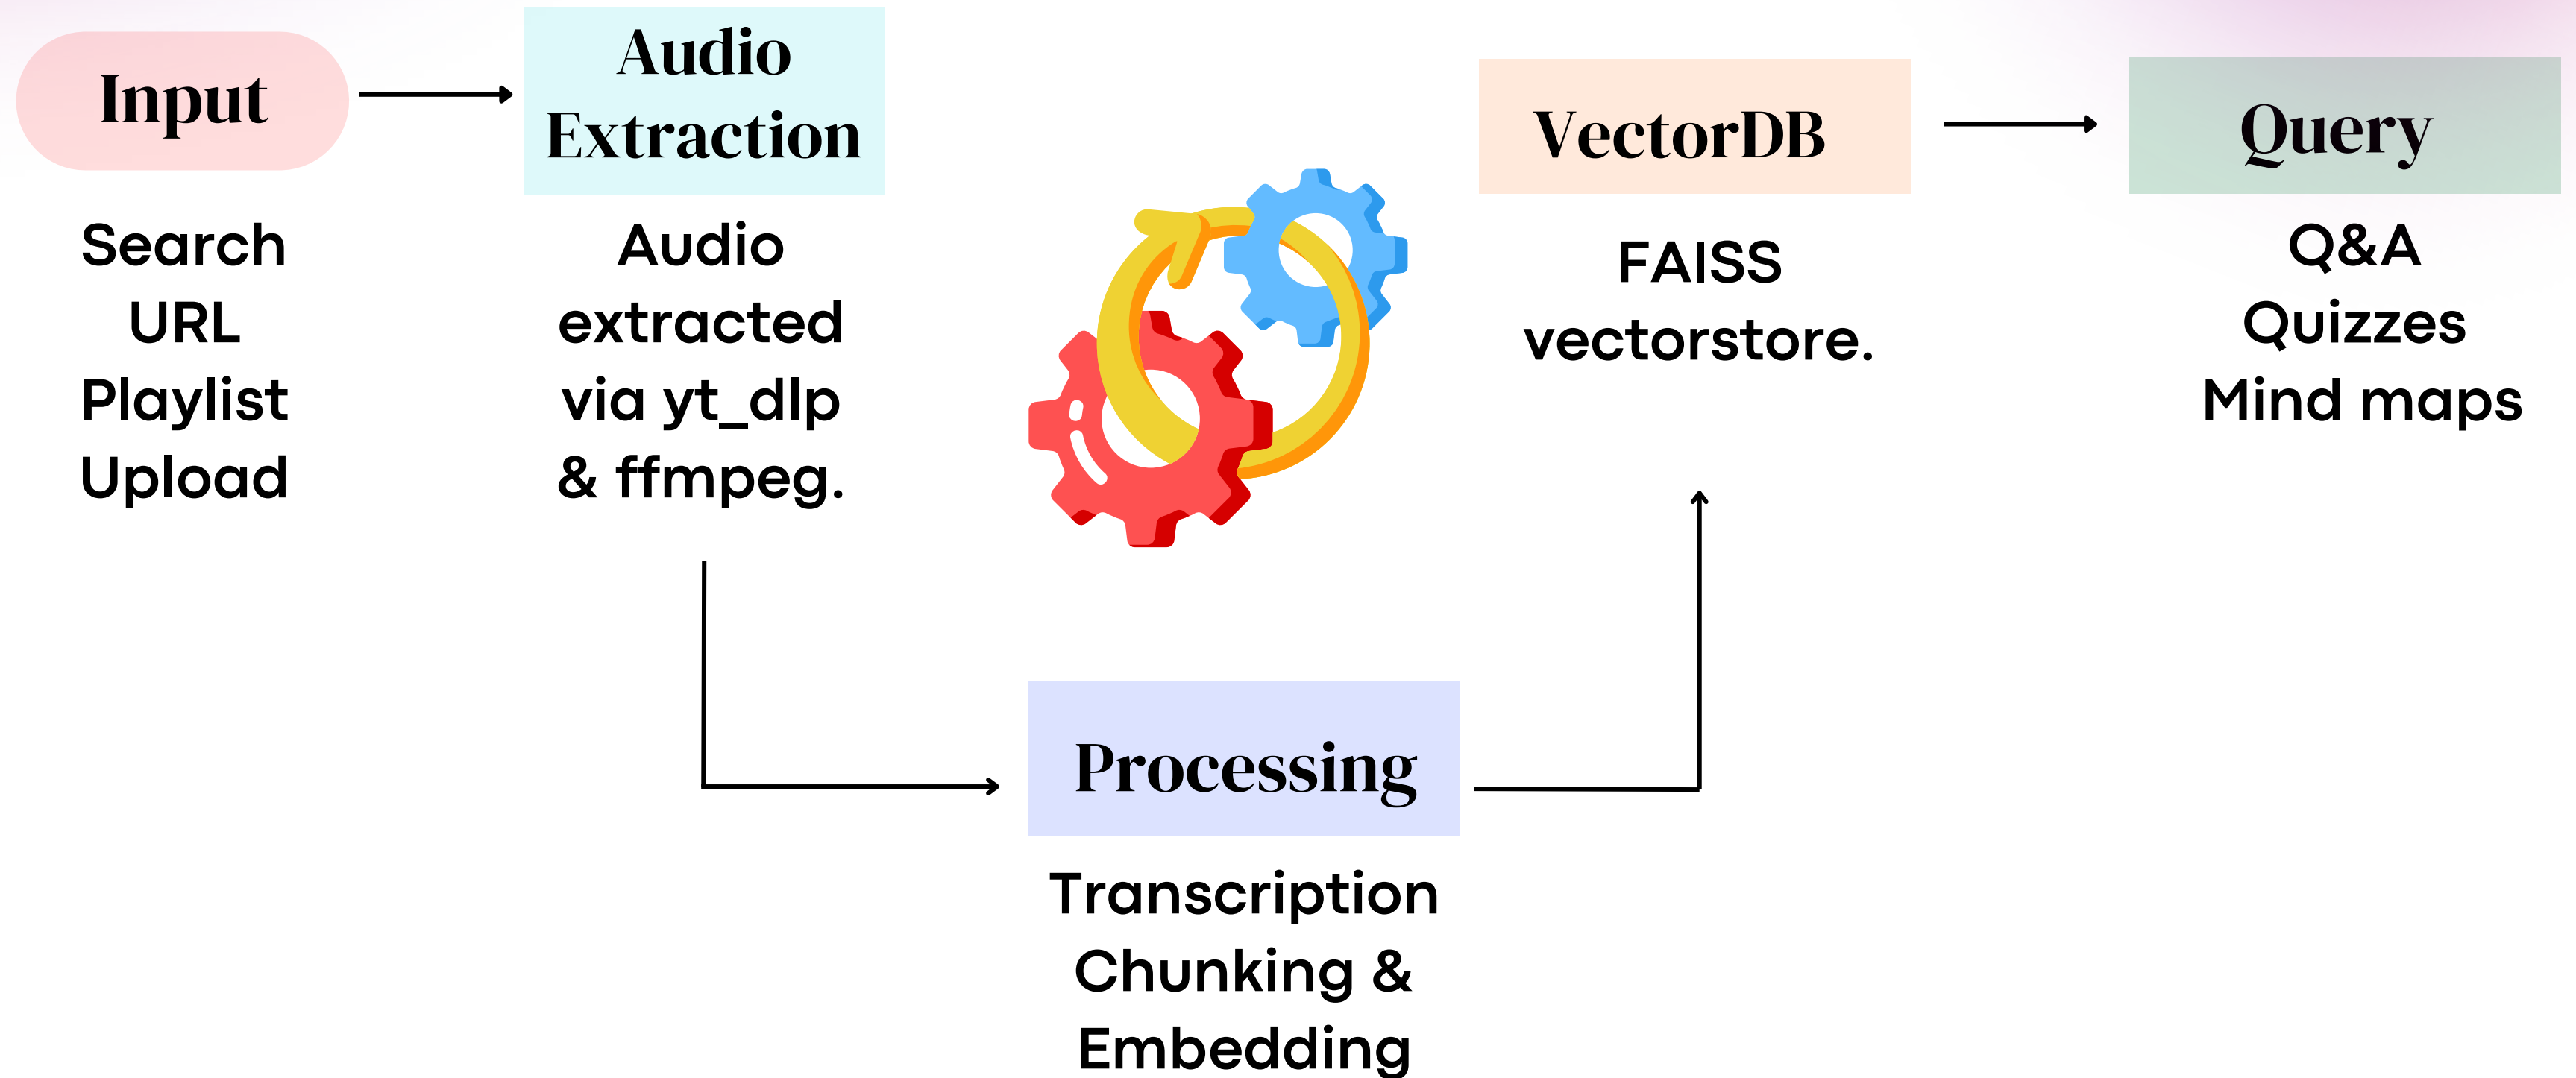 Input
Search
URL
Playlist
Upload
Audio
Extraction
Audio
extracted
via yt_dlp
& ffmpeg.
Processing
Transcription
Chunking &
Embedding
VectorDB
FAISS
vectorstore.
Query
Q&A
Quizzes
Mind maps